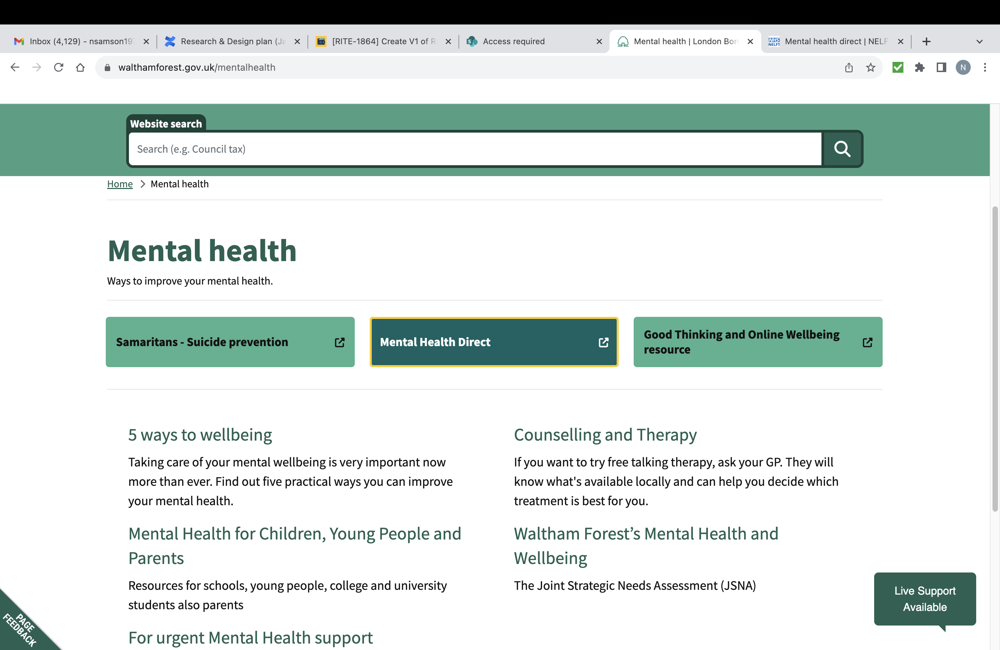 Inbox (4,129) - nsamson197
Research & Design plan (Ja
[RITE-1864] Create V1 of R
Access required
Mental health | London Boro
NHS
NELFT
Mental health direct | NELF
walthamforest.gov.uk/mentalhealth
N
Website search
Search (e.g. Council tax)
Home > Mental health
Mental health
Ways to improve your mental health.
Samaritans - Suicide prevention
Mental Health Direct
Good Thinking and Online Wellbeing
resource
5 ways to wellbeing
Taking care of your mental wellbeing is very important now
more than ever. Find out five practical ways you can improve
your mental health.
Counselling and Therapy
If you want to try free talking therapy, ask your GP. They will
know what's available locally and can help you decide which
treatment is best for you.
Mental Health for Children, Young People and
Parents
Resources for schools, young people, college and university
students also parents
Waltham Forest’s Mental Health and
Wellbeing
The Joint Strategic Needs Assessment (JSNA)
For urgent Mental Health support
Live Support
Available
PAGE
FEEDBACK